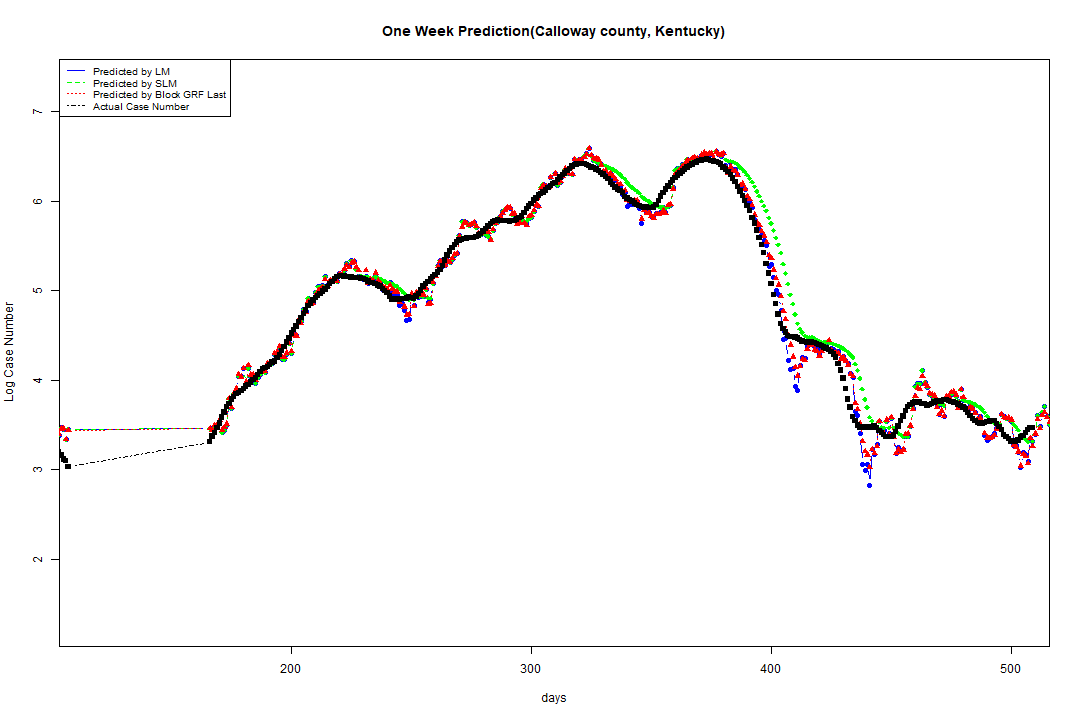 One Week Prediction(Calloway county, Kentucky)
Predicted by LM
Predicted by SLM
Predicted by Block GRF Last
Actual Case Number
7
6
5
4
3
2
Log Case Number
200 300 400 500
days